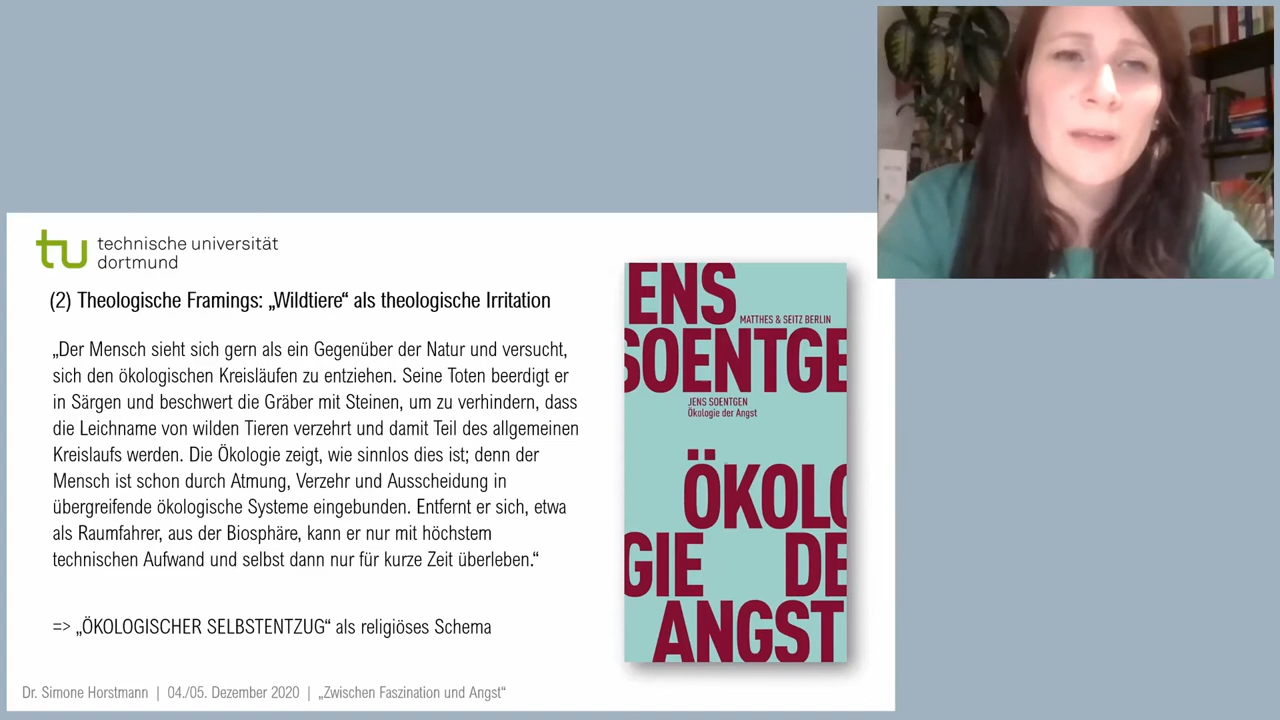 technische universität
dortmund
(2) Theologische Framings: „Wildtiere“ als theologische Irritation
„Der Mensch sieht sich gern als ein Gegenüber der Natur und versucht,
sich den ökologischen Kreisläufen zu entziehen. Seine Toten beerdigt er
in Särgen und beschwert die Gräber mit Steinen, um zu verhindern, dass
die Leichname von wilden Tieren verzehrt und damit Teil des allgemeinen
Kreislaufs werden. Die Ökologie zeigt, wie sinnlos dies ist; denn der
Mensch ist schon durch Atmung, Verzehr und Ausscheidung in
übergreifende ökologische Systeme eingebunden. Entfernt er sich, etwa
als Raumfahrer, aus der Biosphäre, kann er nur mit höchstem
technischen Aufwand und selbst dann nur für kurze Zeit überleben.“
=> „ÖKOLOGISCHER SELBSTENTZUG“ als religiöses Schema
ENS
MATTHES & SEITZ BERLIN
SOENTGE
JENS SOENTGEN
Ökologie der Angst
ÖKOLO
GIE DE
ANGST
Dr. Simone Horstmann | 04./05. Dezember 2020 | „Zwischen Faszination und Angst“